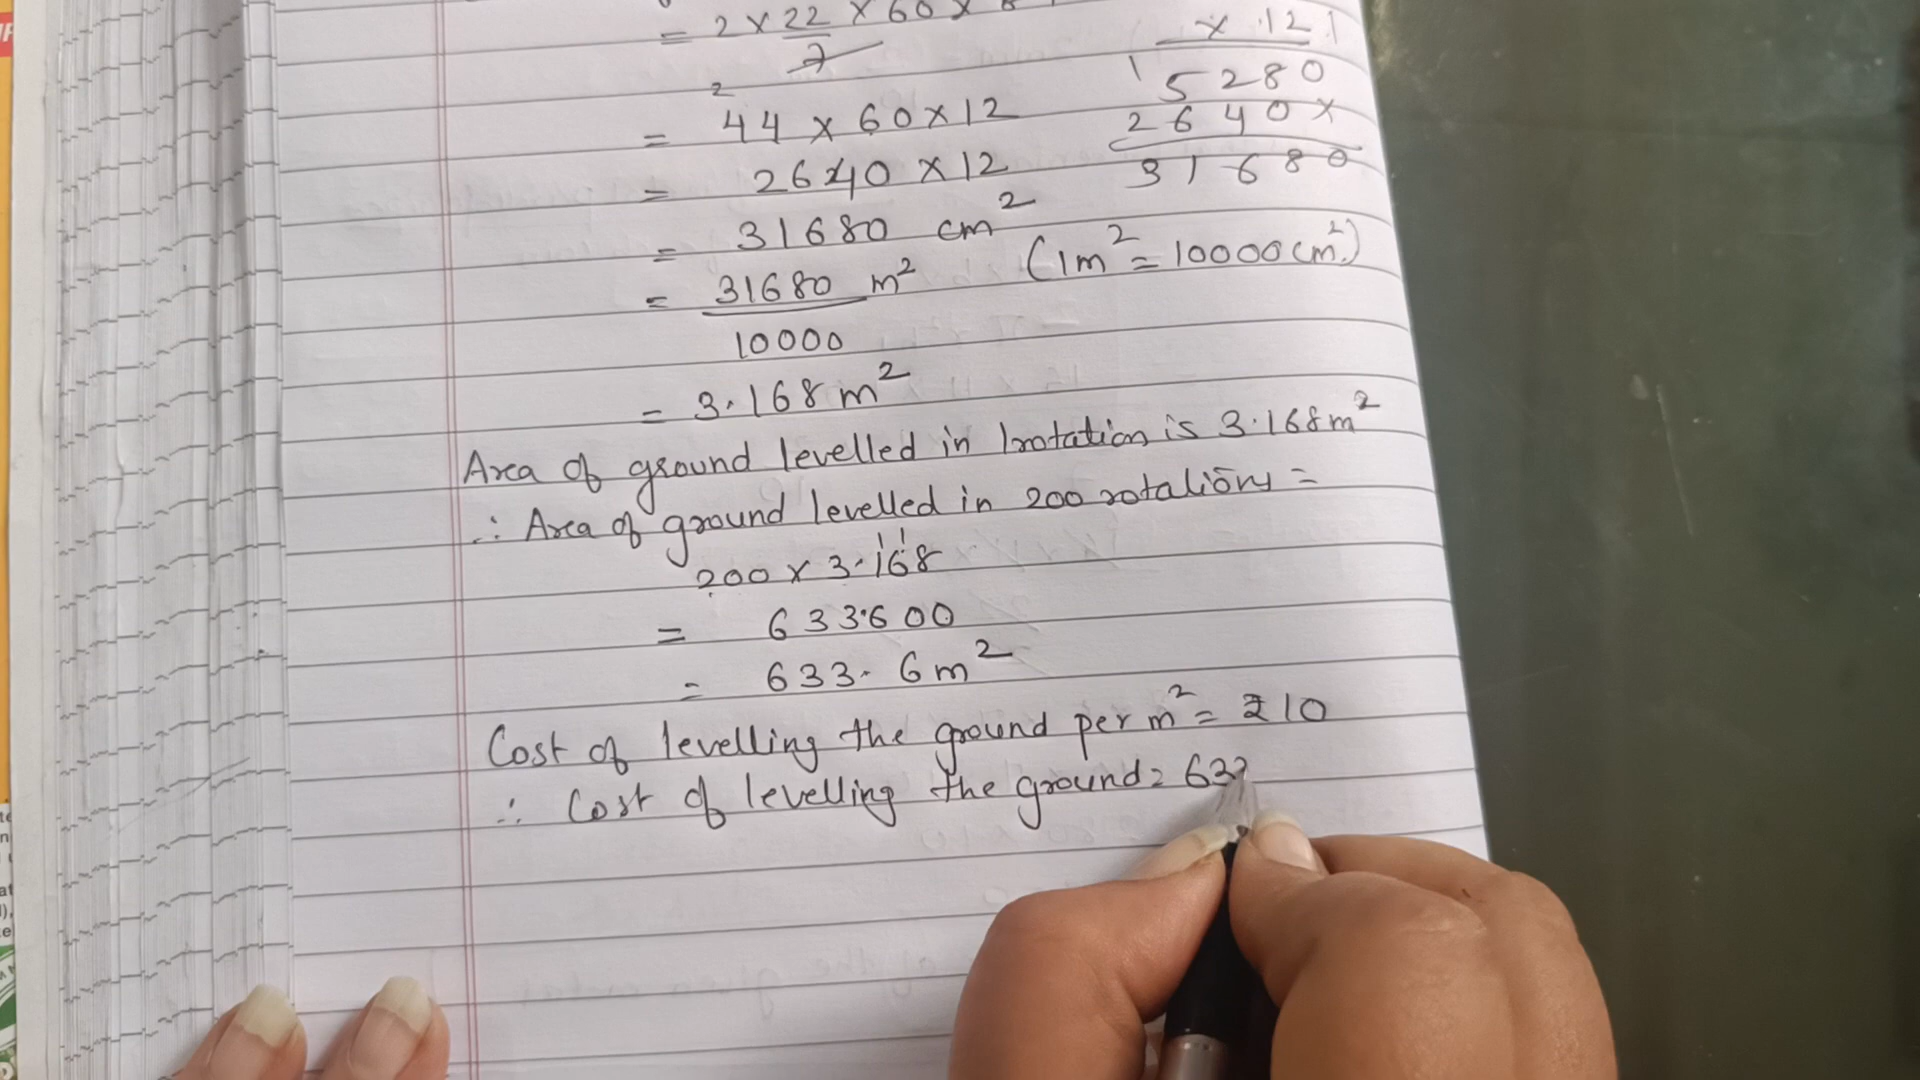 = 2 × 22 × 60 ×
7
× 12
5280
2
= 44 × 60 × 12
2640×
= 2640 × 12
31680
= 31680 cm²
= 31680 m² (1m² = 10000 cm²)
10000
= 3.168 m²
Area of ground levelled in 1 rotation is 3.168m²
∴ Area of ground levelled in 200 rotations =
200 × 3.168
= 633.600
= 633.6 m²
Cost of levelling the ground per m² = ₹10
∴ Cost of levelling the ground = 633